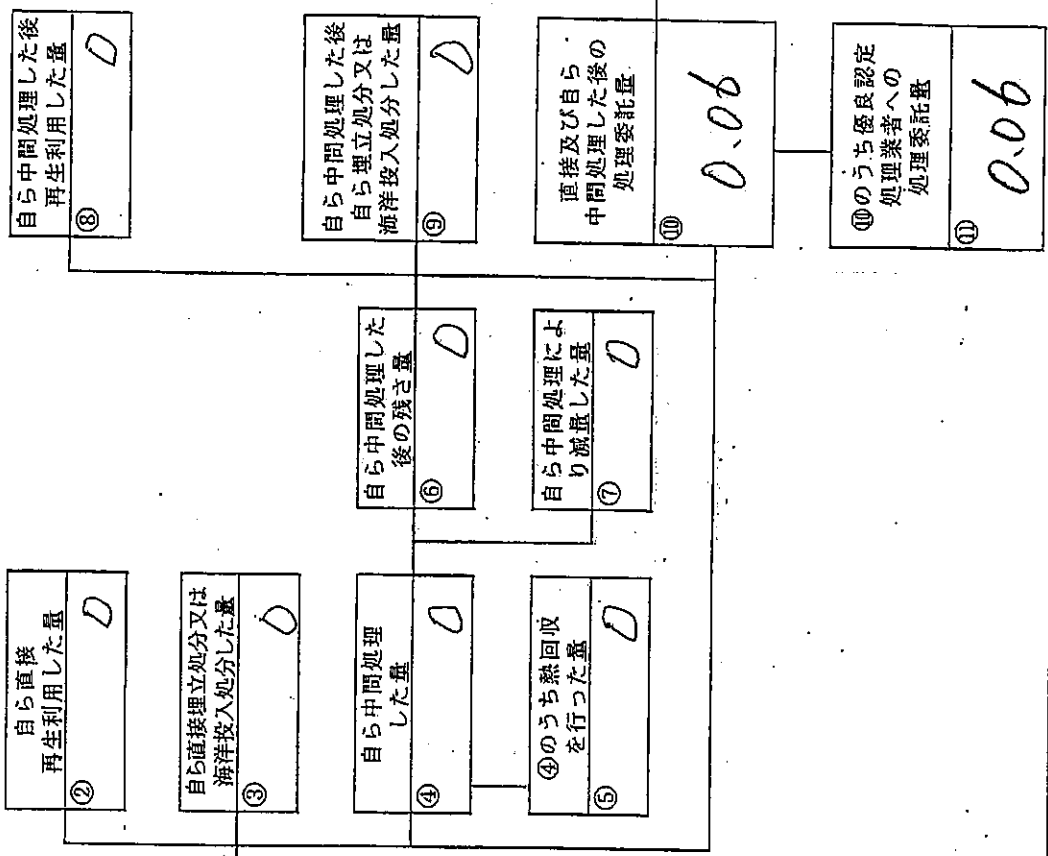 自ら直接
再生利用した量
② 0
自ら直接埋立処分又は
海洋投入処分した量
③ 0
自ら中間処理
した量
④ 0
④のうち熱回収
を行った量
⑤ 0
自ら中間処理した
後の残さ量
⑥ 0
自ら中間処理によ
り減量した量
⑦ 0
自ら中間処理した後
再生利用した量
⑧ 0
自ら中間処理した後
自ら埋立処分又は
海洋投入処分した量
⑨ 0
直接及び自ら
中間処理した後の
処理委託量
⑩ 0.06
⑩のうち優良認定
処理業者への
処理委託量
⑪ 0.06